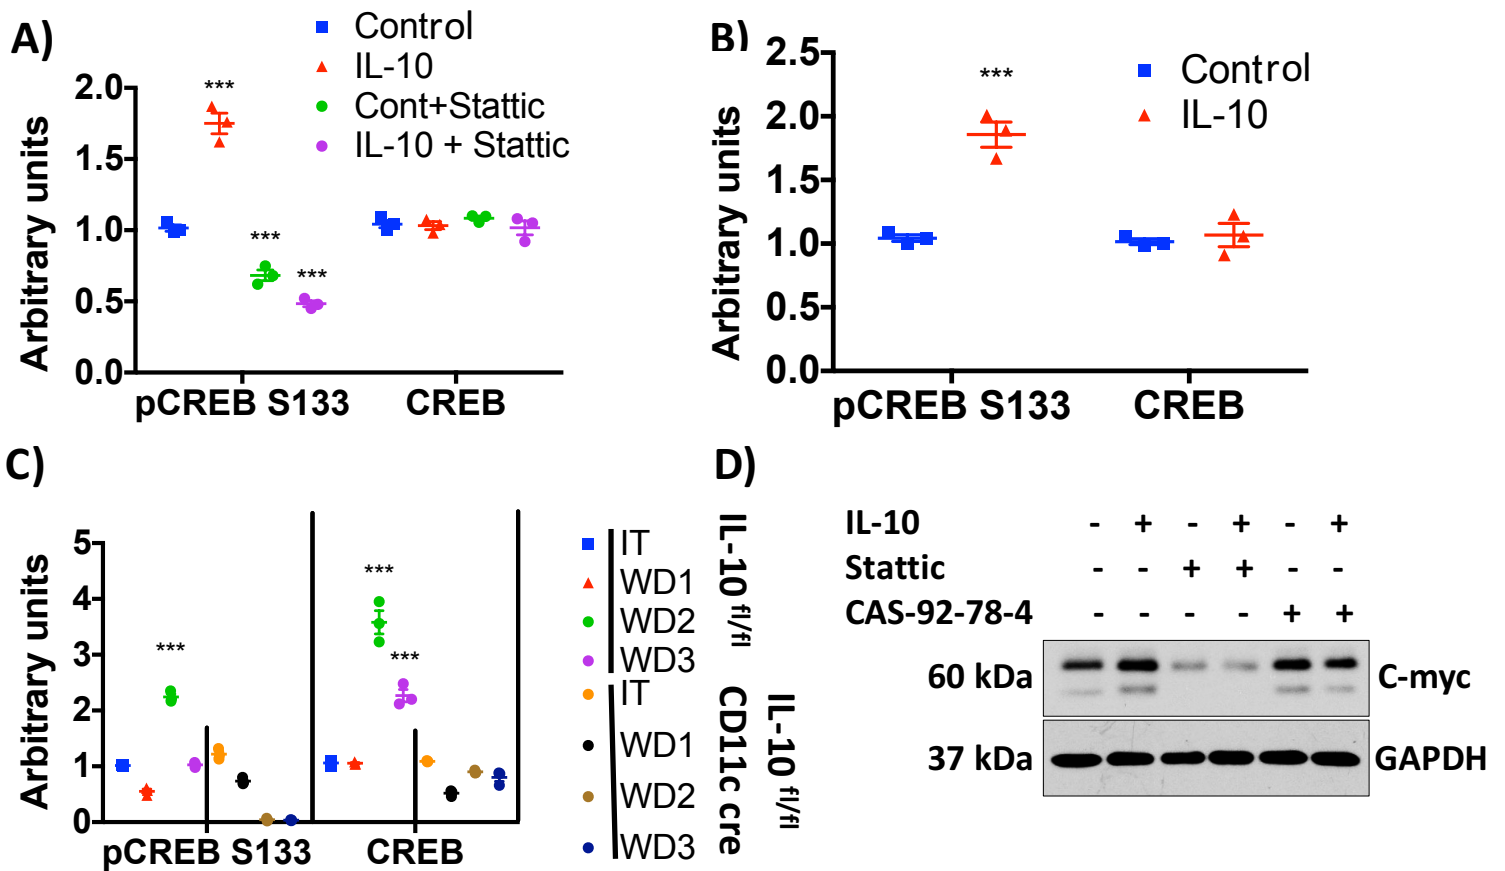 A)
Control
IL-10
Cont+Stattic
IL-10 + Stattic
Arbitrary units
2.0
1.5
1.0
0.5
0.0
***
***
***
pCREB S133
CREB
B)
Control
IL-10
Arbitrary units
2.5
2.0
1.5
1.0
0.5
0.0
***
pCREB S133
CREB
C)
Arbitrary units
5
4
3
2
1
0
***
***
***
pCREB S133
CREB
IT
WD1
WD2
WD3
IT
WD1
WD2
WD3
IL-10 fl/fl
IL-10 fl/fl
CD11c cre
D)
IL-10 - + - + - +
Stattic - - + + - -
CAS-92-78-4 - - - - + +
60 kDa
C-myc
37 kDa
GAPDH